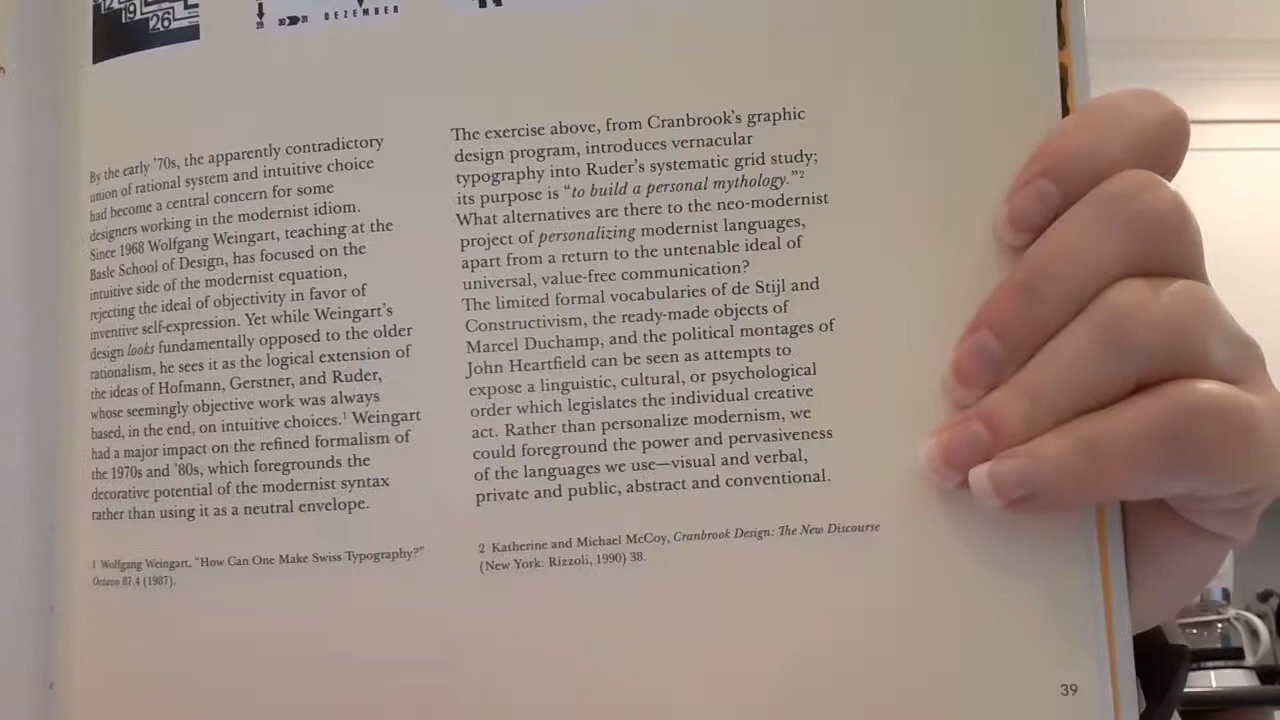 12
19
26
29 30 31 DEZEMBER
By the early ’70s, the apparently contradictory
union of rational system and intuitive choice
had become a central concern for some
designers working in the modernist idiom.
Since 1968 Wolfgang Weingart, teaching at the
Basle School of Design, has focused on the
intuitive side of the modernist equation,
rejecting the ideal of objectivity in favor of
inventive self-expression. Yet while Weingart’s
design looks fundamentally opposed to the older
rationalism, he sees it as the logical extension of
the ideas of Hofmann, Gerstner, and Ruder,
whose seemingly objective work was always
based, in the end, on intuitive choices.1 Weingart
had a major impact on the refined formalism of
the 1970s and ’80s, which foregrounds the
decorative potential of the modernist syntax
rather than using it as a neutral envelope.
1 Wolfgang Weingart, “How Can One Make Swiss Typography?”
Octavo 87.4 (1987).
The exercise above, from Cranbrook’s graphic
design program, introduces vernacular
typography into Ruder’s systematic grid study;
its purpose is “to build a personal mythology.”2
What alternatives are there to the neo-modernist
project of personalizing modernist languages,
apart from a return to the untenable ideal of
universal, value-free communication?
The limited formal vocabularies of de Stijl and
Constructivism, the ready-made objects of
Marcel Duchamp, and the political montages of
John Heartfield can be seen as attempts to
expose a linguistic, cultural, or psychological
order which legislates the individual creative
act. Rather than personalize modernism, we
could foreground the power and pervasiveness
of the languages we use—visual and verbal,
private and public, abstract and conventional.
2 Katherine and Michael McCoy, Cranbrook Design: The New Discourse
(New York: Rizzoli, 1990) 38.
39